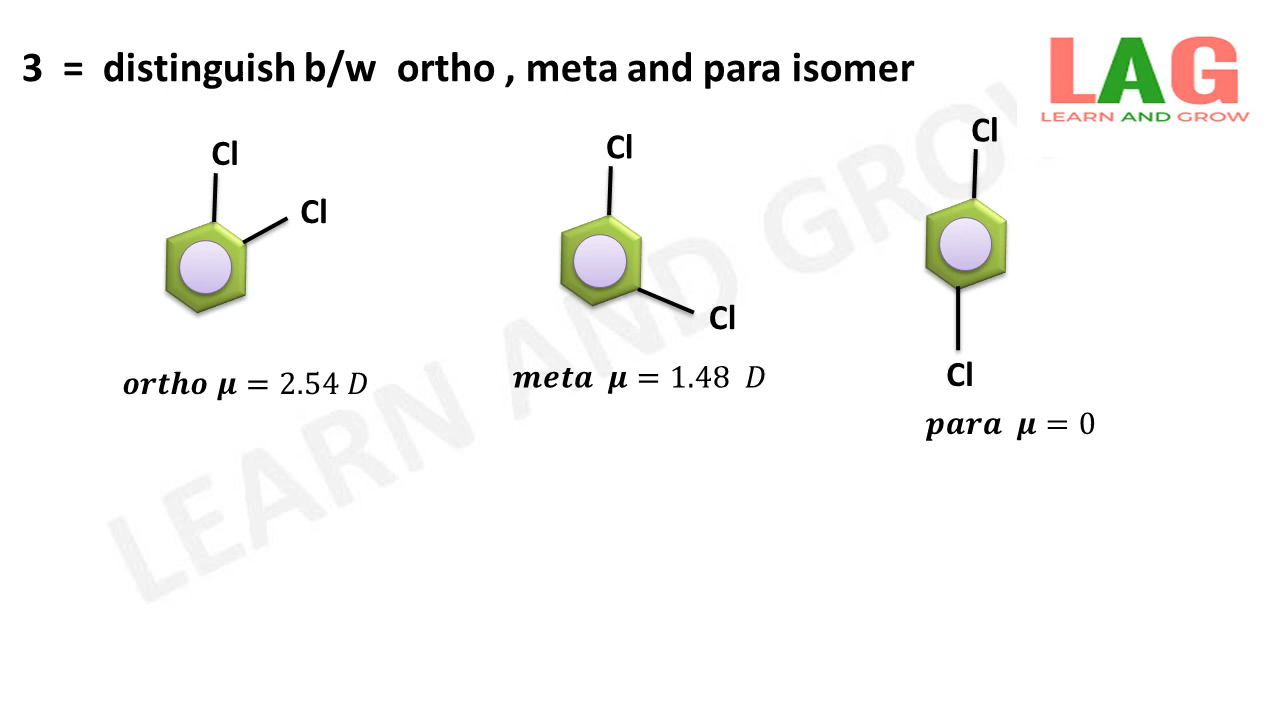 3 = distinguish b/w ortho , meta and para isomer
LAG
LEARN AND GROW
Cl
Cl
ortho μ = 2.54 D
Cl
Cl
meta μ = 1.48 D
Cl
Cl
para μ = 0
LEARN AND GROW